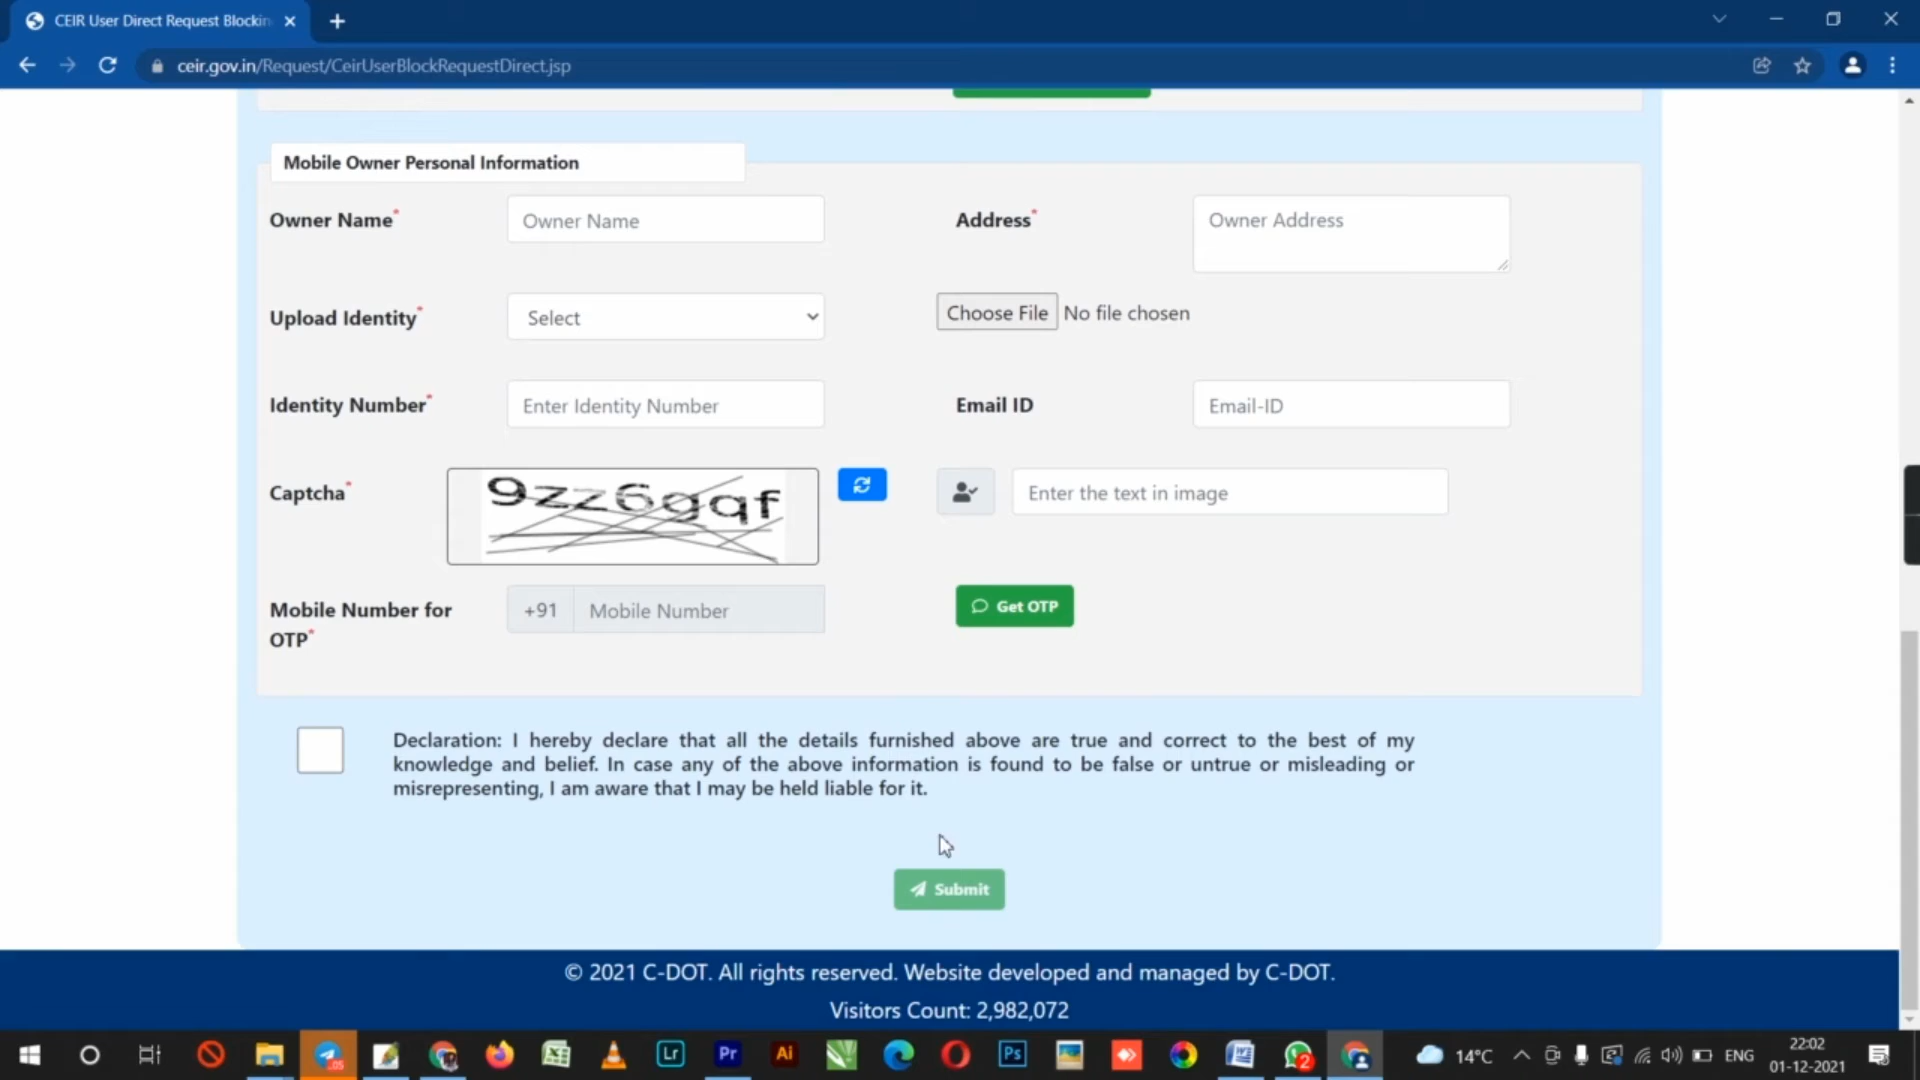 CEIR User Direct Request Blockin
ceir.gov.in/Request/CeirUserBlockRequestDirect.jsp
Mobile Owner Personal Information
Owner Name*
Owner Name
Address*
Owner Address
Upload Identity*
Select
Choose File No file chosen
Identity Number*
Enter Identity Number
Email ID
Email-ID
Captcha*
Enter the text in image
Mobile Number for
OTP*
+91
Mobile Number
Get OTP
Declaration: I hereby declare that all the details furnished above are true and correct to the best of my
knowledge and belief. In case any of the above information is found to be false or untrue or misleading or
misrepresenting, I am aware that I may be held liable for it.
Submit
© 2021 C-DOT. All rights reserved. Website developed and managed by C-DOT.
Visitors Count: 2,982,072
.05
Lr
Pr
Ai
Ps
2
14°C
ENG
22:02
01-12-2021